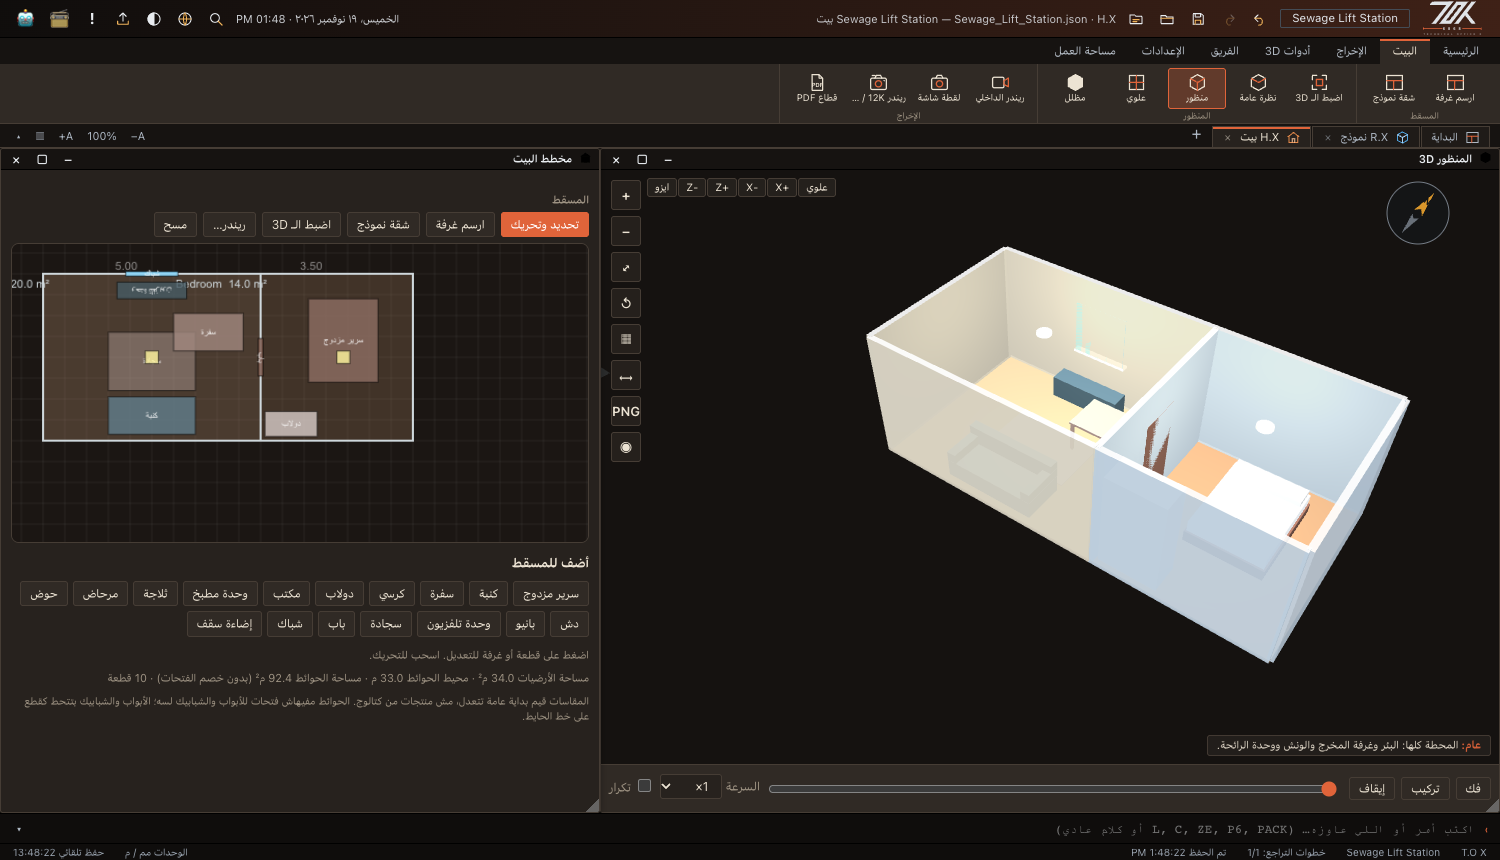 Sewage Lift Station
بيت Sewage Lift Station — Sewage_Lift_Station.json · H.X
الخميس، ١٩ نوفمبر ٢٠٢٦ · 01:48 PM
الرئيسية
البيت
الإخراج
أدوات 3D
الفريق
الإعدادات
مساحة العمل
ارسم غرفة
شقة نموذج
المسقط
اضبط الـ 3D
نظرة عامة
منظور
علوي
مظلل
المنظور
ريندر الداخلي
لقطة شاشة
ريندر 12K / ...
قطاع PDF
الإخراج
البداية
R.X نموذج ×
H.X بيت ×
+
A−
100%
A+
المنظور 3D
علوي
X+
X-
Z+
Z-
ايزو
PNG
عام: المحطة كلها: البئر وغرفة المخرج والونش ووحدة الرائحة.
فك
تركيب
إيقاف
السرعة
×1
تكرار
مخطط البيت
المسقط
تحديد وتحريك
ارسم غرفة
شقة نموذج
اضبط الـ 3D
ريندر...
مسح
5.00
3.50
20.0 m²
droom 14.0 m²
سفرة
سرير مزدوج
كنبة
دولاب
أضف للمسقط
سرير مزدوج
كنبة
سفرة
كرسي
دولاب
مكتب
وحدة مطبخ
ثلاجة
مرحاض
حوض
دش
بانيو
وحدة تلفزيون
سجادة
باب
شباك
إضاءة سقف
اضغط على قطعة أو غرفة للتعديل. اسحب للتحريك.
مساحة الأرضيات 34.0 م² · محيط الحوائط 33.0 م · مساحة الحوائط 92.4 م² (بدون خصم الفتحات) · 10 قطعة
المقاسات قيم بداية عامة تتعدل، مش منتجات من كتالوج. الحوائط مفيهاش فتحات للأبواب والشبابيك لسه؛ الأبواب والشبابيك بتتحط كقطع
على خط الحايط.
اكتب أمر أو اللي عاوزه… (L, C, ZE, P6, PACK أو كلام عادي)
T.O X
Sewage Lift Station
خطوات التراجع: 1/1
تم الحفظ 1:48:22 PM
الوحدات مم / م
حفظ تلقائي 13:48:22